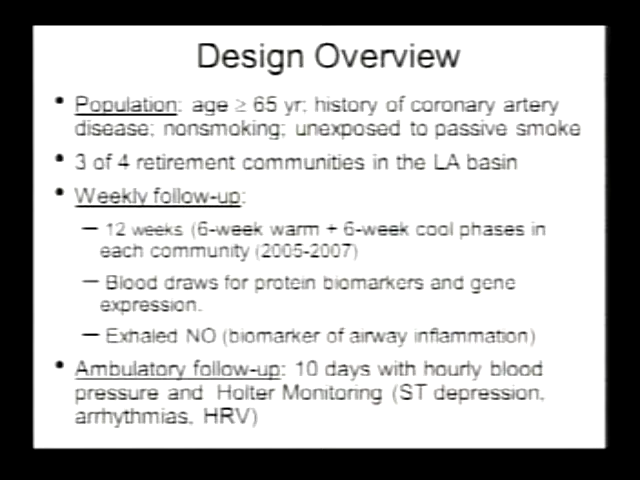 Design Overview
• Population: age ≥ 65 yr; history of coronary artery
disease; nonsmoking; unexposed to passive smoke
• 3 of 4 retirement communities in the LA basin
• Weekly follow-up:
– 12 weeks (6-week warm + 6-week cool phases in
each community (2005-2007)
– Blood draws for protein biomarkers and gene
expression.
– Exhaled NO (biomarker of airway inflammation)
• Ambulatory follow-up: 10 days with hourly blood
pressure and Holter Monitoring (ST depression,
arrhythmias, HRV)